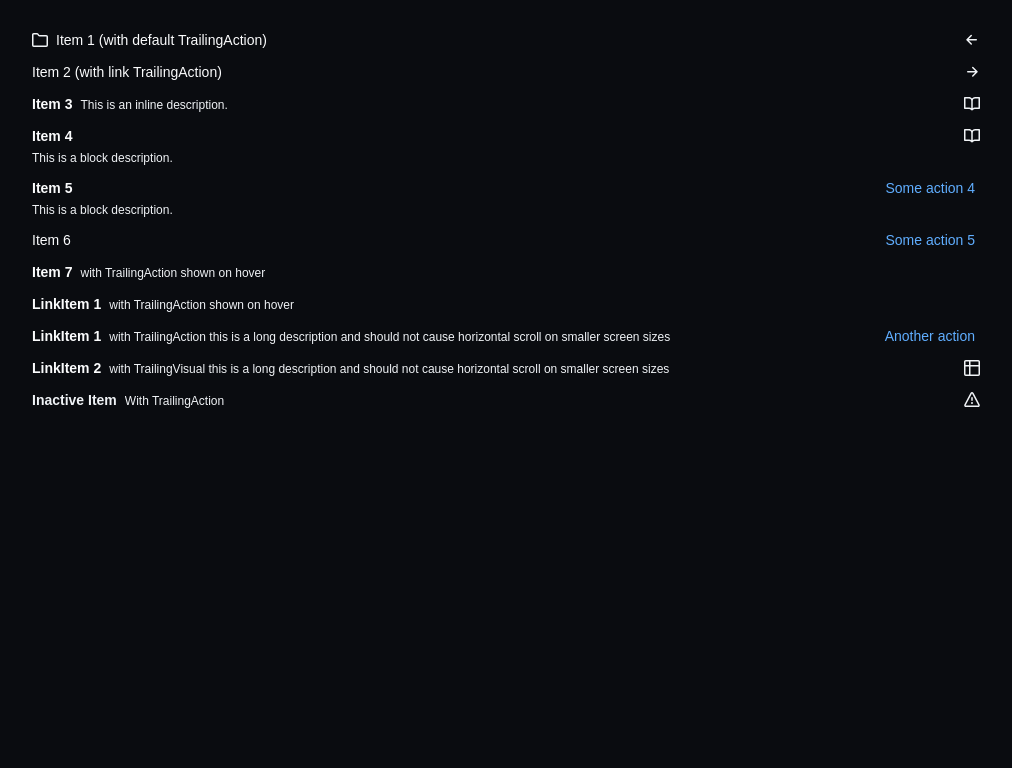 Item 1 (with default TrailingAction)
Item 2 (with link TrailingAction)
Item 3 This is an inline description.
Item 4
This is a block description.
Item 5 Some action 4
This is a block description.
Item 6 Some action 5
Item 7 with TrailingAction shown on hover
LinkItem 1 with TrailingAction shown on hover
LinkItem 1 with TrailingAction this is a long description and should not cause horizontal scroll on smaller screen sizes Another action
LinkItem 2 with TrailingVisual this is a long description and should not cause horizontal scroll on smaller screen sizes
Inactive Item With TrailingAction